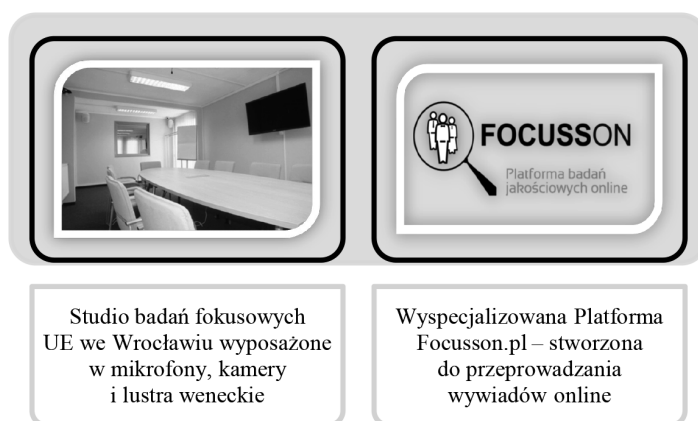 FOCUSSON
Platforma badań
jakościowych online
Studio badań fokusowych
UE we Wrocławiu wyposażone
w mikrofony, kamery
i lustra weneckie
Wyspecjalizowana Platforma
Focusson.pl – stworzona
do przeprowadzania
wywiadów online